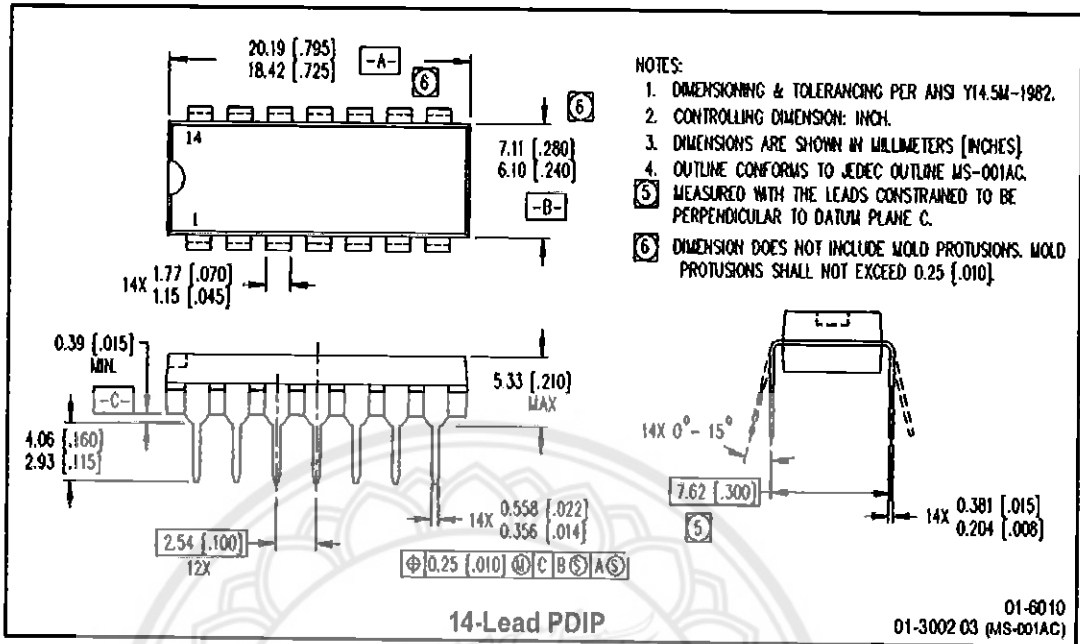 20.19 [.795]
18.42 [.725]
-A-
6
6
14
1
7.11 [.280]
6.10 [.240]
-B-
14X 1.77 [.070]
1.15 [.045]
NOTES:
1. DIMENSIONING & TOLERANCING PER ANSI Y14.5M-1982.
2. CONTROLLING DIMENSION: INCH.
3. DIMENSIONS ARE SHOWN IN MILLIMETERS [INCHES]
4. OUTLINE CONFORMS TO JEDEC OUTLINE MS-001AC.
5 MEASURED WITH THE LEADS CONSTRAINED TO BE
PERPENDICULAR TO DATUM PLANE C.
6 DIMENSION DOES NOT INCLUDE MOLD PROTUSIONS. MOLD
PROTUSIONS SHALL NOT EXCEED 0.25 [.010]
0.39 [.015]
MIN.
-C-
4.06 [.160]
2.93 [.115]
5.33 [.210]
MAX
2.54 [.100]
12X
14X 0.558 [.022]
0.356 [.014]
⌖ 0.25 [.010] Ⓜ C B Ⓢ A Ⓢ
14X 0° - 15°
7.62 [.300]
5
14X 0.381 [.015]
0.204 [.008]
14-Lead PDIP
01-6010
01-3002 03 (MS-001AC)